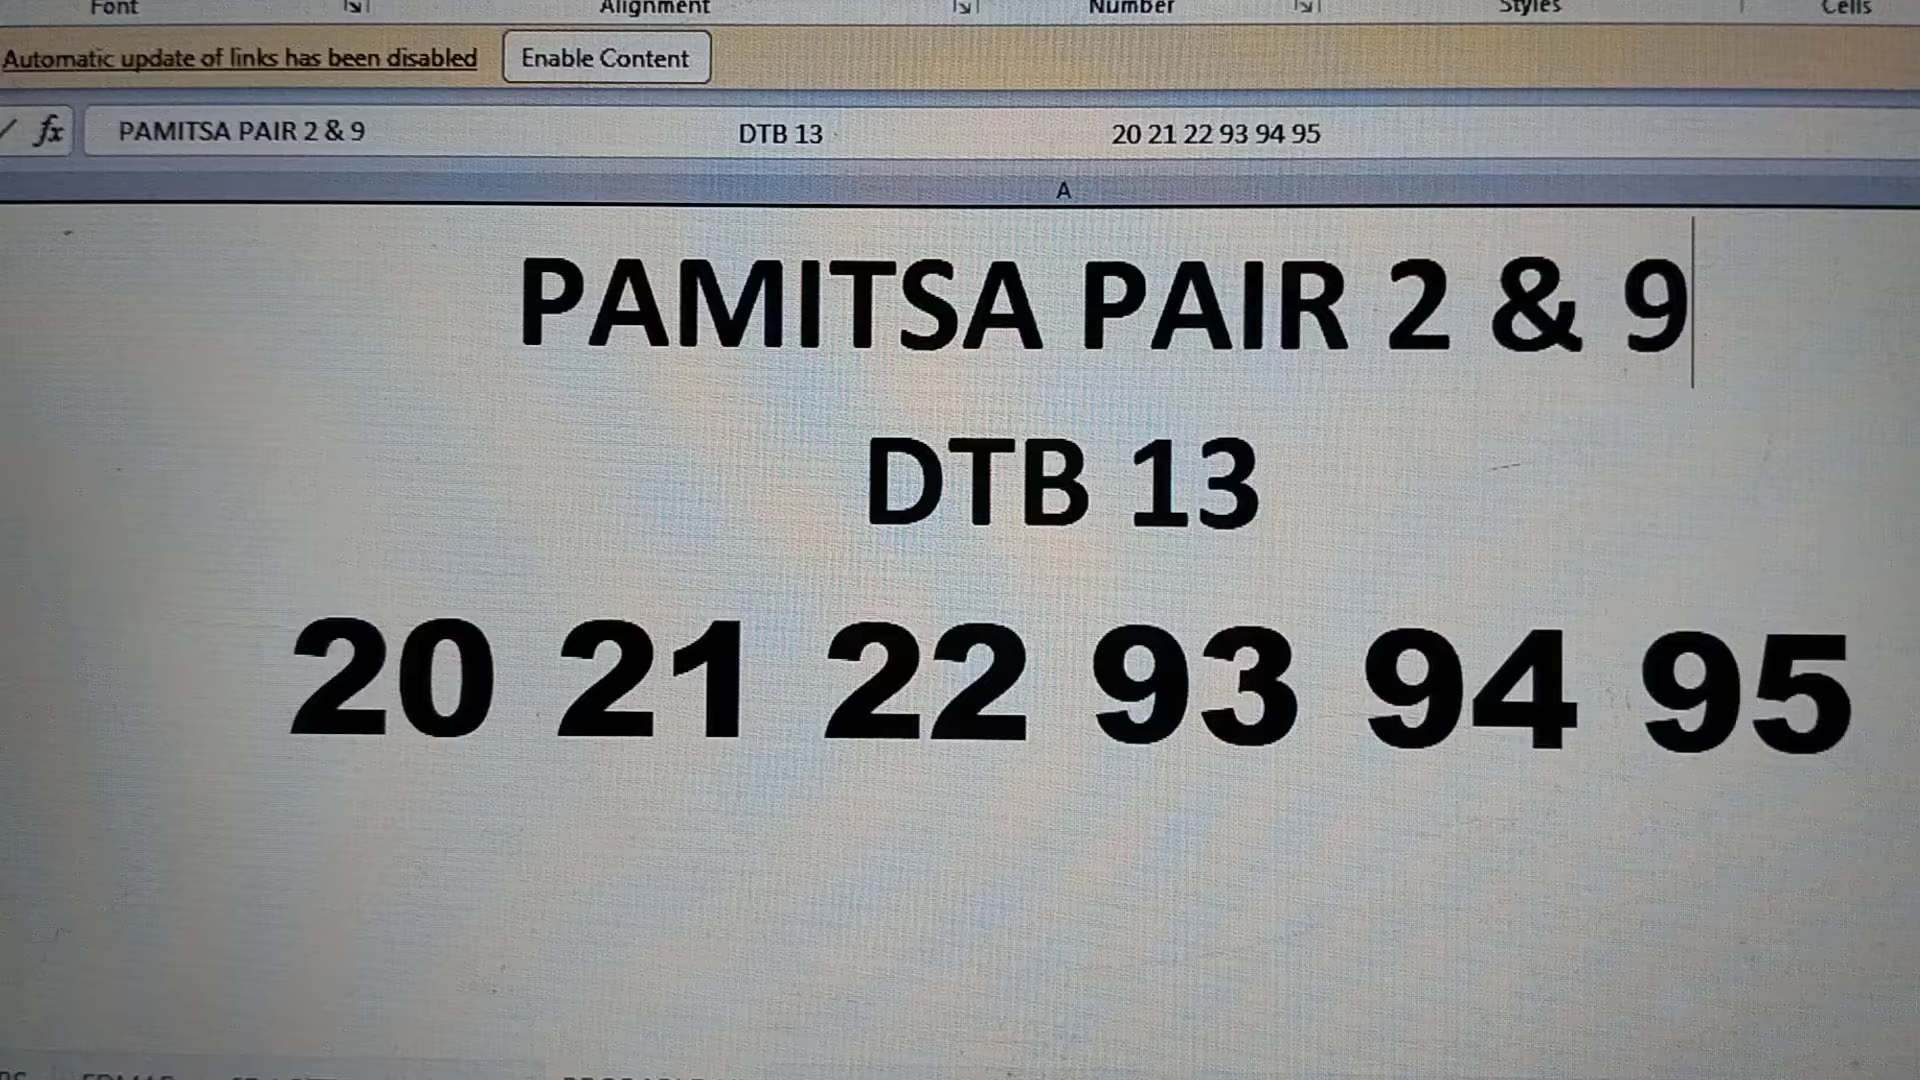 Font Alignment Number Styles Cells
Automatic update of links has been disabled Enable Content
fx PAMITSA PAIR 2 & 9 DTB 13 20 21 22 93 94 95
A
PAMITSA PAIR 2 & 9
DTB 13
20 21 22 93 94 95